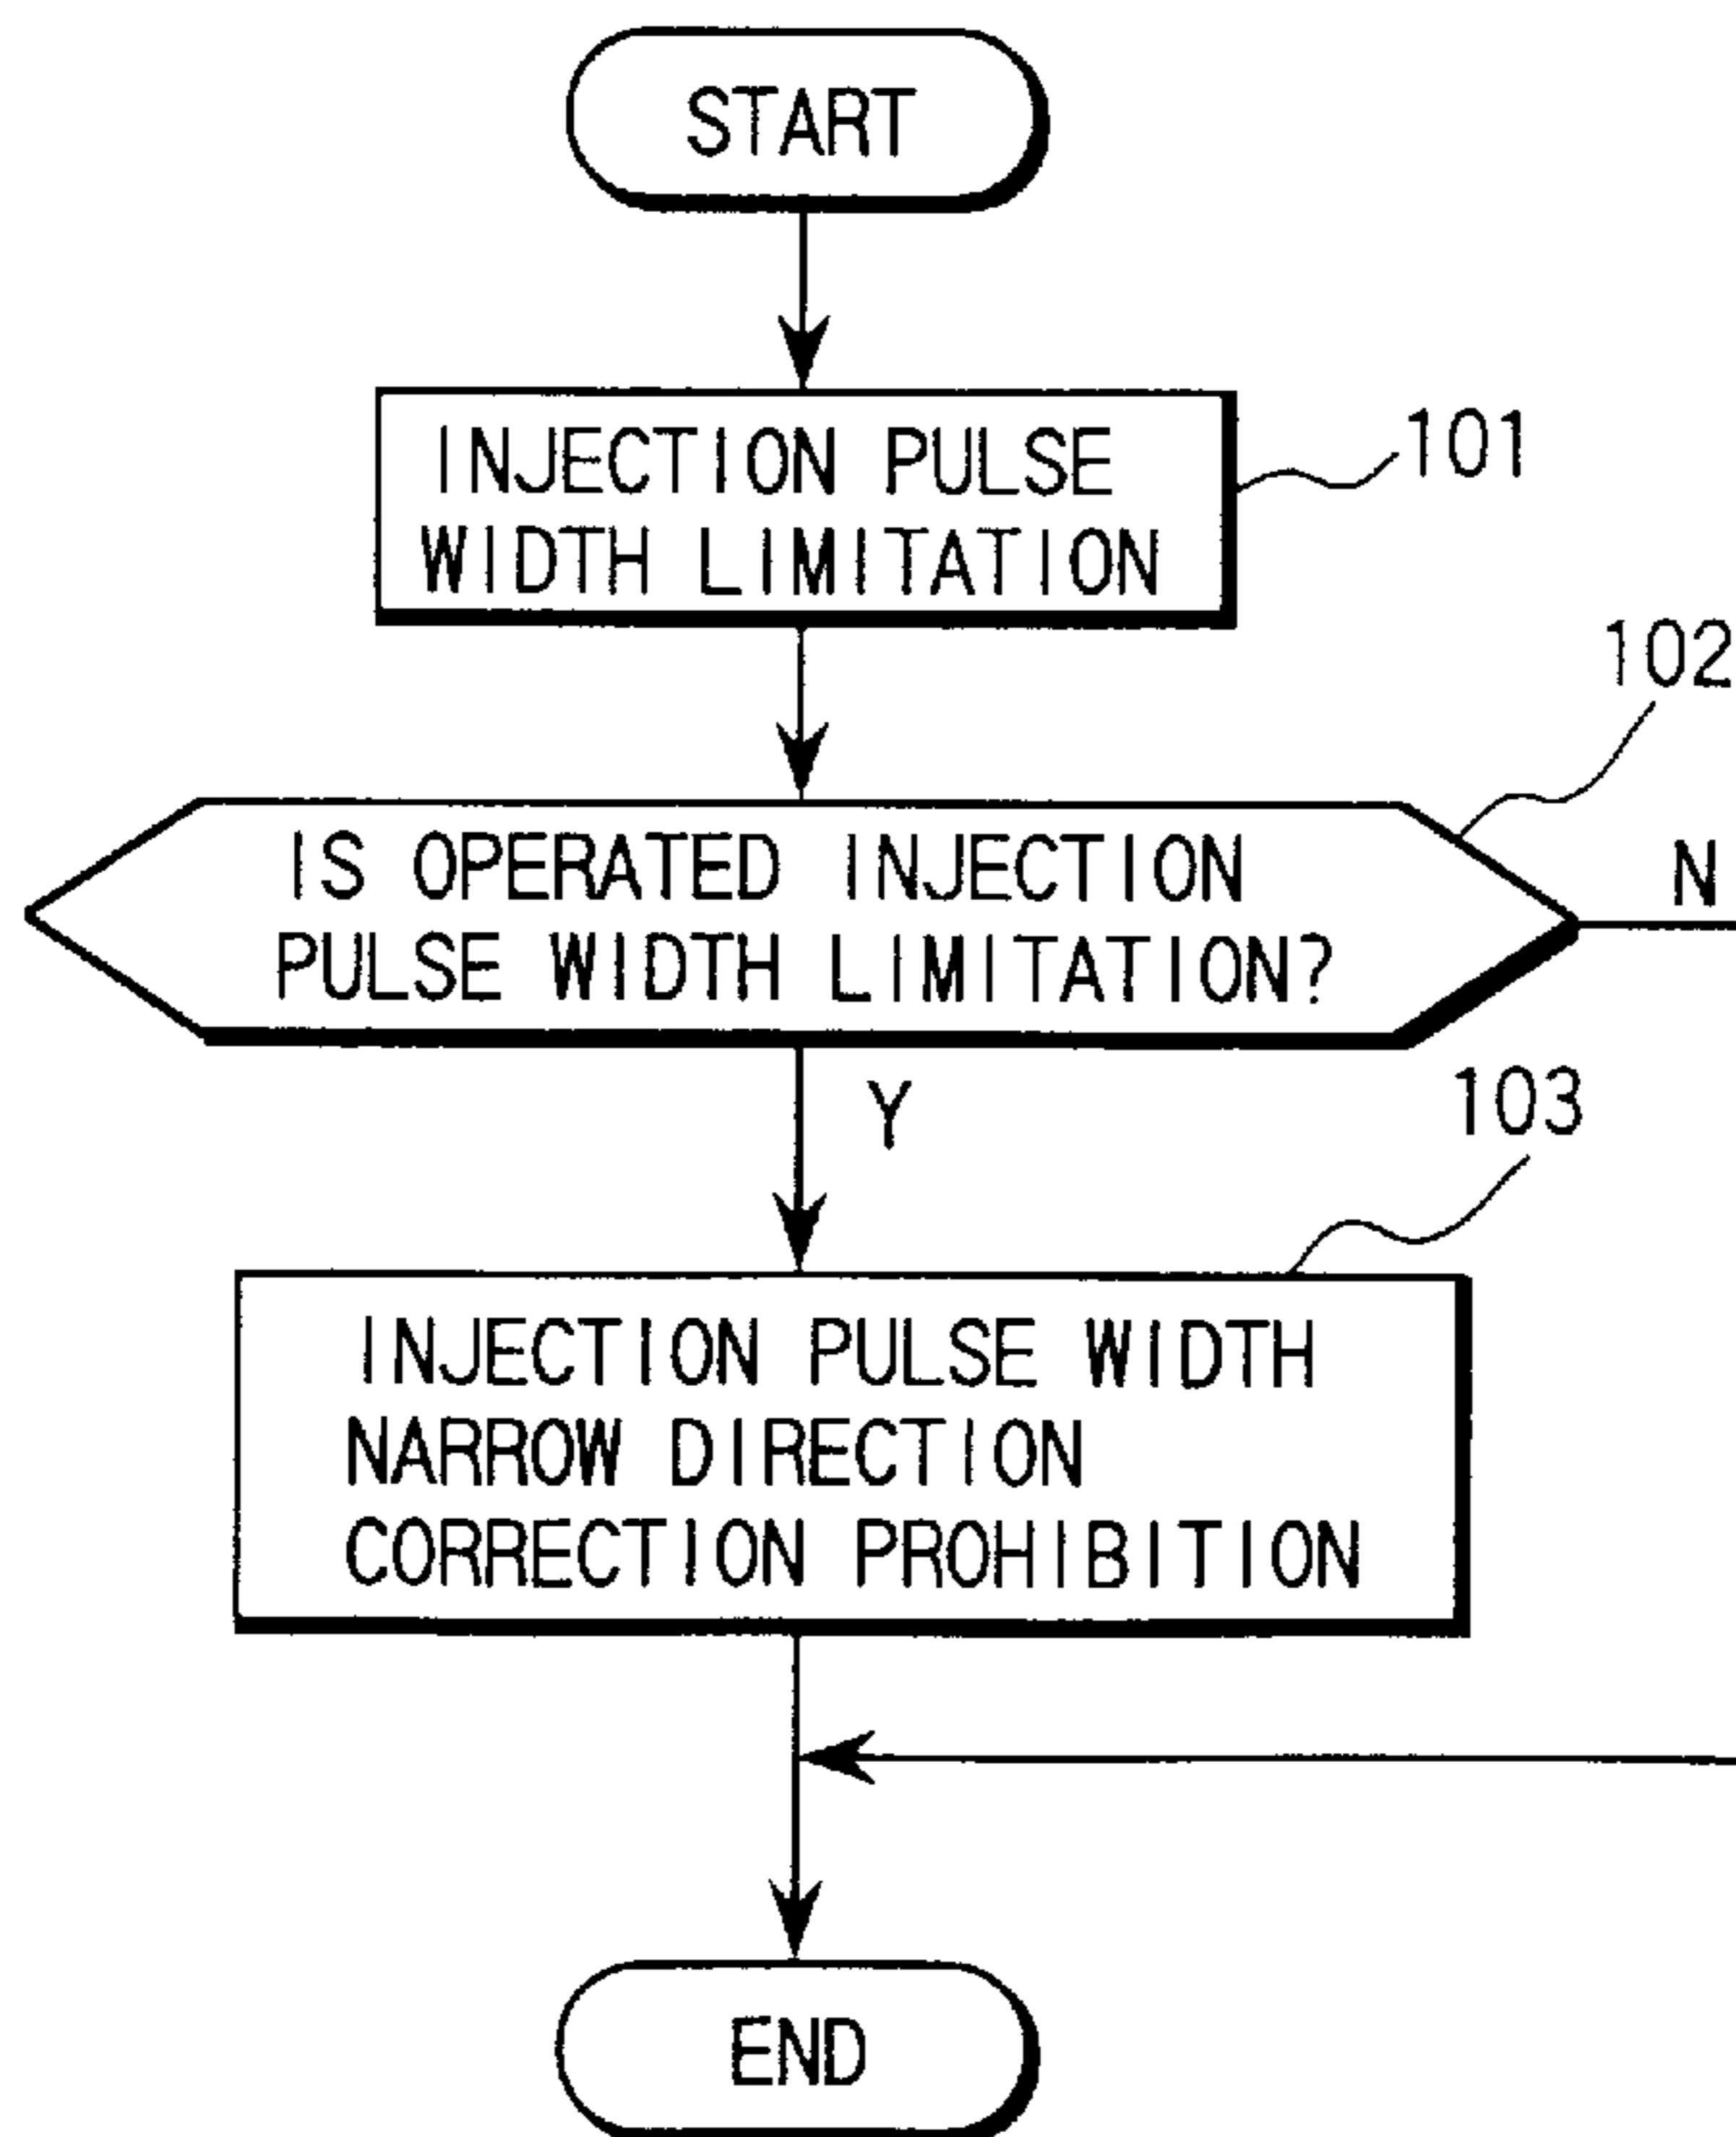 START
INJECTION PULSE
WIDTH LIMITATION
101
102
IS OPERATED INJECTION
PULSE WIDTH LIMITATION?
N
Y
103
INJECTION PULSE WIDTH
NARROW DIRECTION
CORRECTION PROHIBITION
END